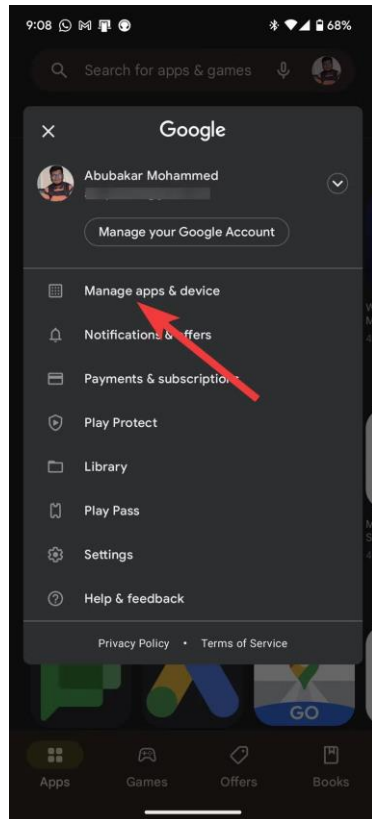 9:08 68%
Search for apps & games
Google
Abubakar Mohammed
Manage your Google Account
Manage apps & device
Notifications & offers
Payments & subscriptions
Play Protect
Library
Play Pass
Settings
Help & feedback
Privacy Policy • Terms of Service
GO
Apps Games Offers Books